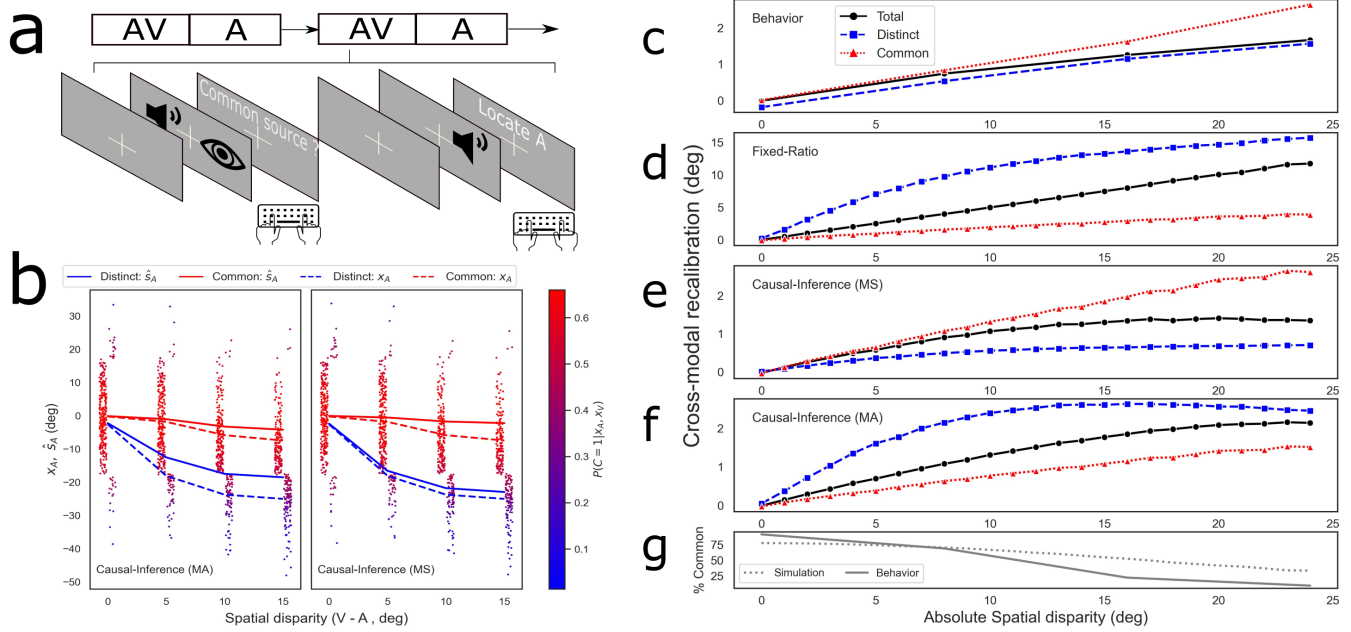 a
AV A AV A
Common source ?
Locate A
b
Distinct: ŝ_A Common: ŝ_A Distinct: x_A Common: x_A
x_A, ŝ_A (deg)
30
20
10
0
−10
−20
−30
−40
−50
Causal-Inference (MA) Causal-Inference (MS)
0 5 10 15 0 5 10 15
Spatial disparity (V - A , deg)
0.6
0.5
0.4
0.3
0.2
0.1
P(C = 1|x_A, x_V)
Cross-modal recalibration (deg)
c
Behavior
Total
Distinct
Common
2
1
0
0 5 10 15 20 25
d
Fixed-Ratio
15
10
5
0
0 5 10 15 20 25
e
Causal-Inference (MS)
2
1
0
0 5 10 15 20 25
f
Causal-Inference (MA)
2
1
0
0 5 10 15 20 25
g
% Common
75
50
25
Simulation Behavior
0 5 10 15 20 25
Absolute Spatial disparity (deg)